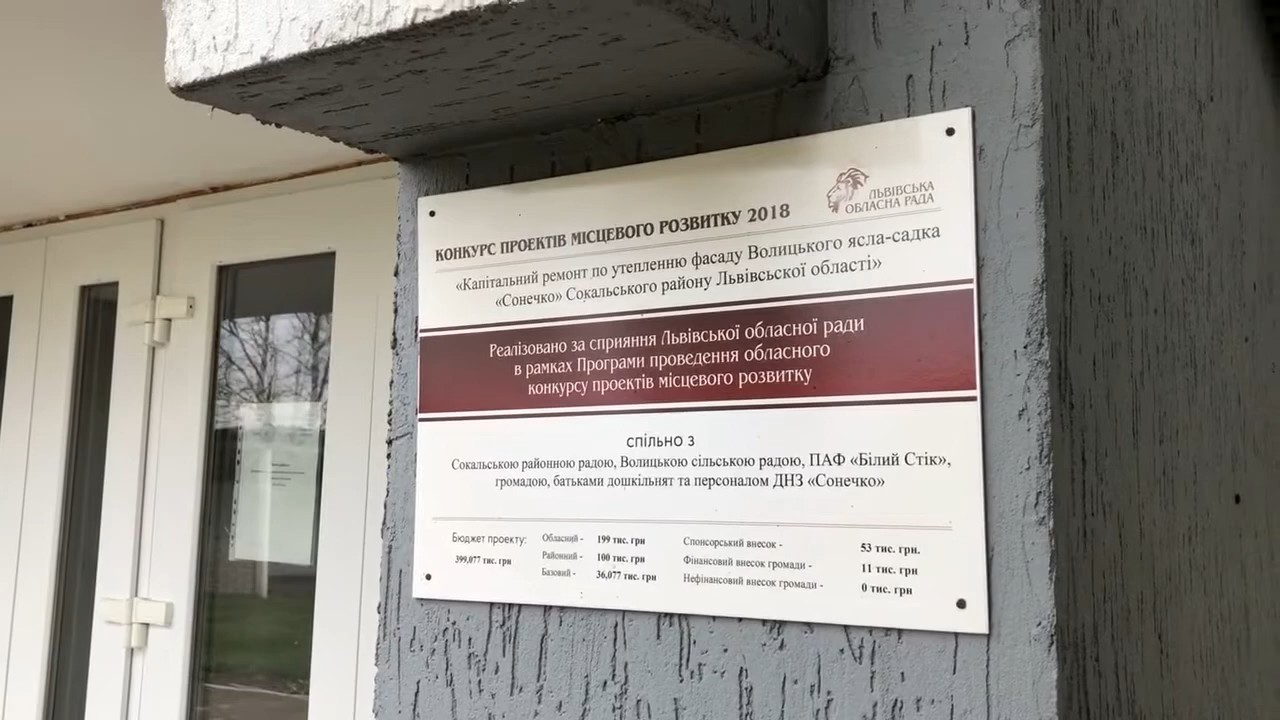 ЛЬВІВСЬКА
ОБЛАСНА РАДА
КОНКУРС ПРОЕКТІВ МІСЦЕВОГО РОЗВИТКУ 2018
«Капітальний ремонт по утепленню фасаду Волицького ясла-садка
«Сонечко» Сокальського району Львівсьскої області»
Реалізовано за сприяння Львівської обласної ради
в рамках Програми проведення обласного
конкурсу проектів місцевого розвитку
спільно з
Сокальською районною радою, Волицькою сільською радою, ПАФ «Білий Стік»,
громадою, батьками дошкільнят та персоналом ДНЗ «Сонечко»
Бюджет проекту:
399,077 тис. грн
Обласний - 199 тис. грн
Районний - 100 тис. грн
Базовий - 36,077 тис. грн
Спонсорський внесок - 53 тис. грн.
Фінансовий внесок громади - 11 тис. грн
Нефінансовий внесок громади - 0 тис. грн